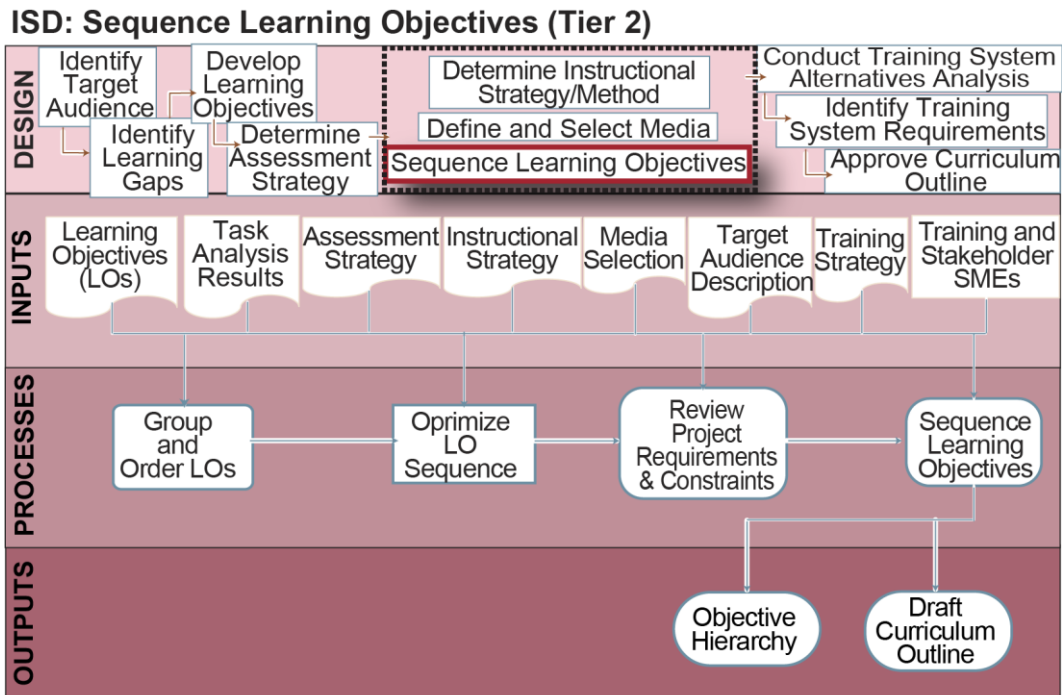 ISD: Sequence Learning Objectives (Tier 2)
DESIGN
Identify
Target
Audience
Identify
Learning
Gaps
Develop
Learning
Objectives
Determine
Assessment
Strategy
Determine Instructional
Strategy/Method
Define and Select Media
Sequence Learning Objectives
Conduct Training System
Alternatives Analysis
Identify Training
System Requirements
Approve Curriculum
Outline
INPUTS
Learning
Objectives
(LOs)
Task
Analysis
Results
Assessment
Strategy
Instructional
Strategy
Media
Selection
Target
Audience
Description
Training
Strategy
Training and
Stakeholder
SMEs
PROCESSES
Group
and
Order LOs
Oprimize
LO
Sequence
Review
Project
Requirements
& Constraints
Sequence
Learning
Objectives
OUTPUTS
Objective
Hierarchy
Draft
Curriculum
Outline